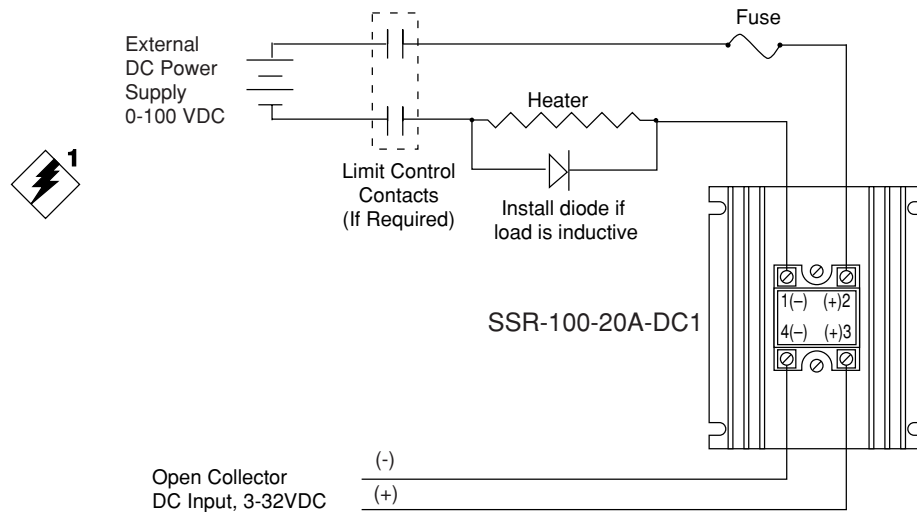 Fuse
External
DC Power
Supply
0-100 VDC
Heater
1
Limit Control
Contacts
(If Required)
Install diode if
load is inductive
SSR-100-20A-DC1
1(–) (+)2
4(–) (+)3
(-)
Open Collector
DC Input, 3-32VDC
(+)